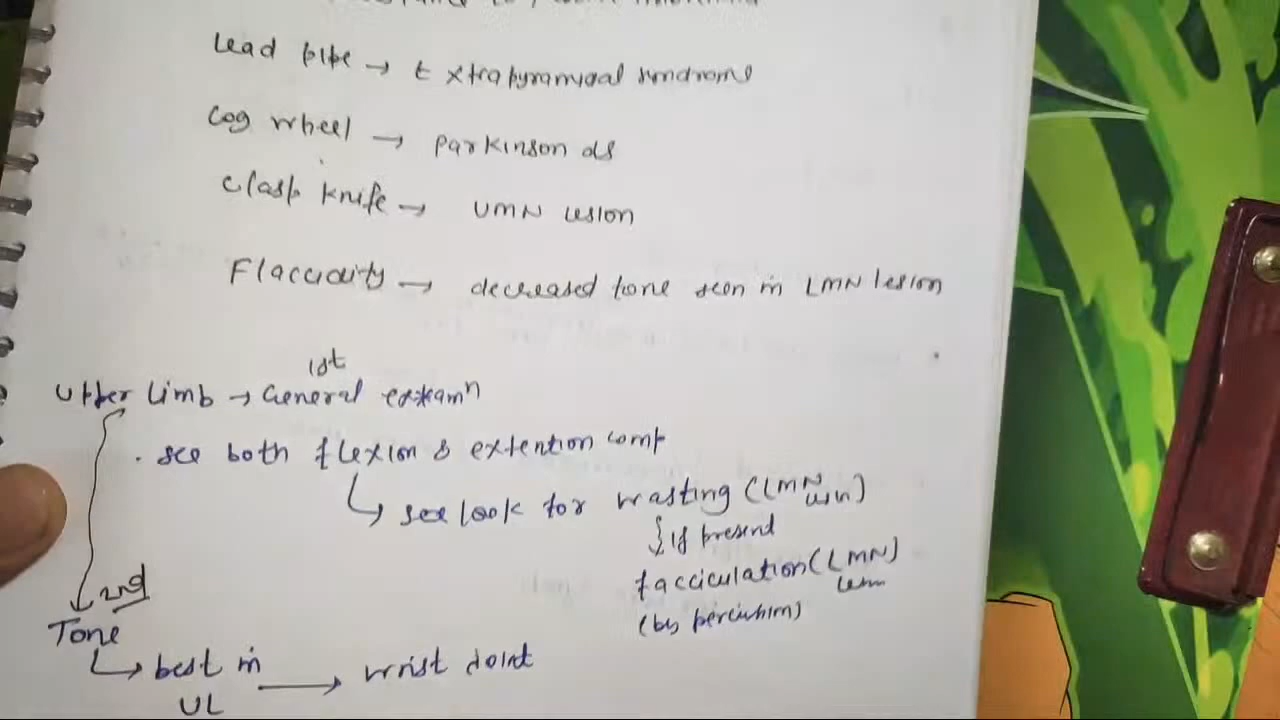 Lead pipe → Extrapyramidal syndrome
Cog wheel → parkinson ds
Clasp knife → UMN lesion
Flaccidity → decreased tone seen in LMN lesion
1st
Upper limb → General examⁿ
. see both flexion & extention comp
↳ see look for wasting (LMN lesion)
↓ if present
facciculation (LMN)
lesion
(by percussion)
2nd
Tone
↳ best in → wrist joint
UL